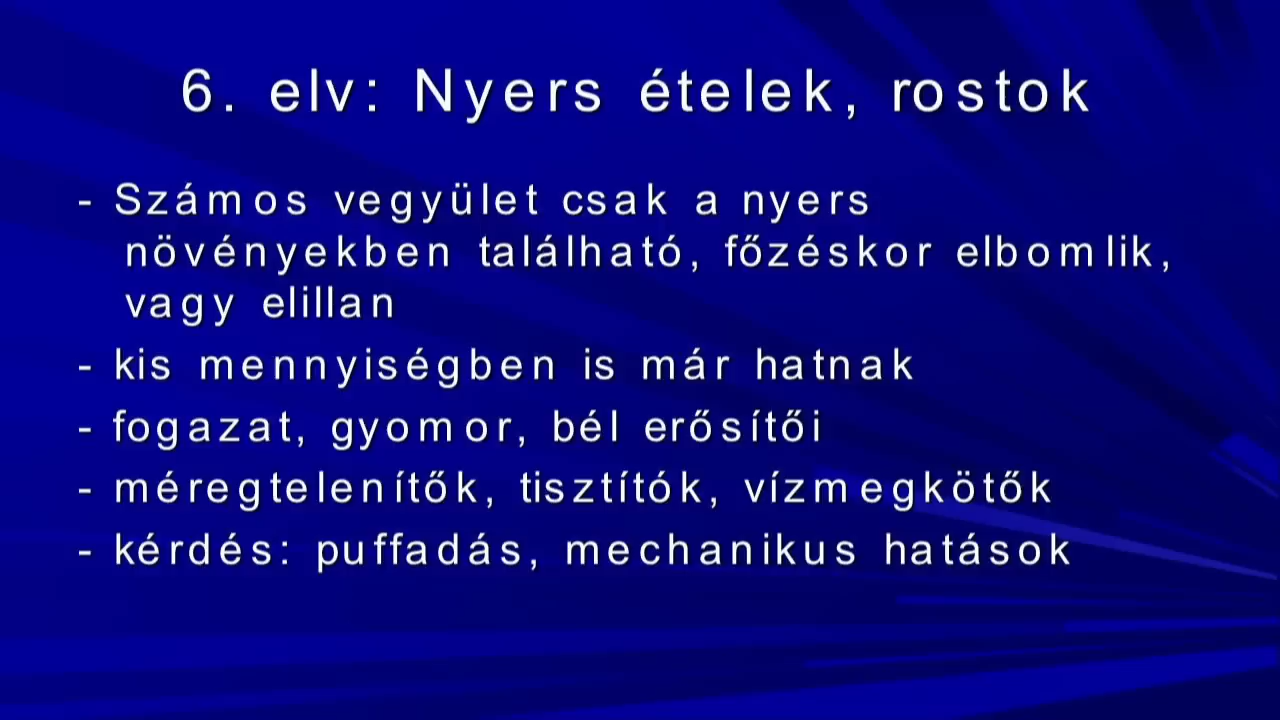 6. elv: Nyers ételek, rostok
- Számos vegyület csak a nyers
növényekben található, főzéskor elbomlik,
vagy elillan
- kis mennyiségben is már hatnak
- fogazat, gyomor, bél erősítői
- méregtelenítők, tisztítók, vízmegkötők
- kérdés: puffadás, mechanikus hatások